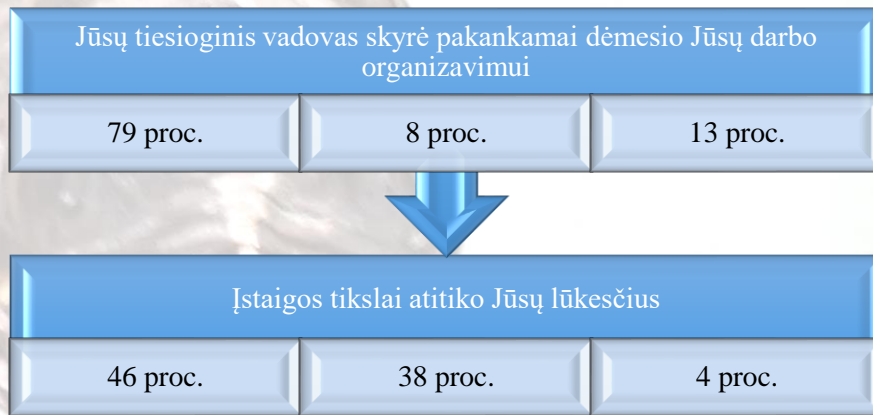 Jūsų tiesioginis vadovas skyrė pakankamai dėmesio Jūsų darbo
organizavimui
79 proc. 8 proc. 13 proc.
Įstaigos tikslai atitiko Jūsų lūkesčius
46 proc. 38 proc. 4 proc.